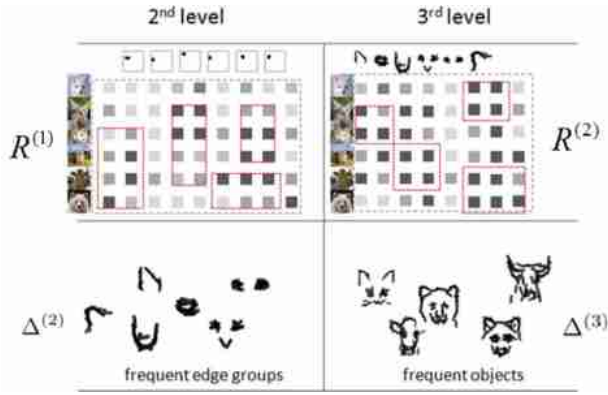 2nd level
3rd level
R(1)
R(2)
Δ(2)
Δ(3)
frequent edge groups
frequent objects